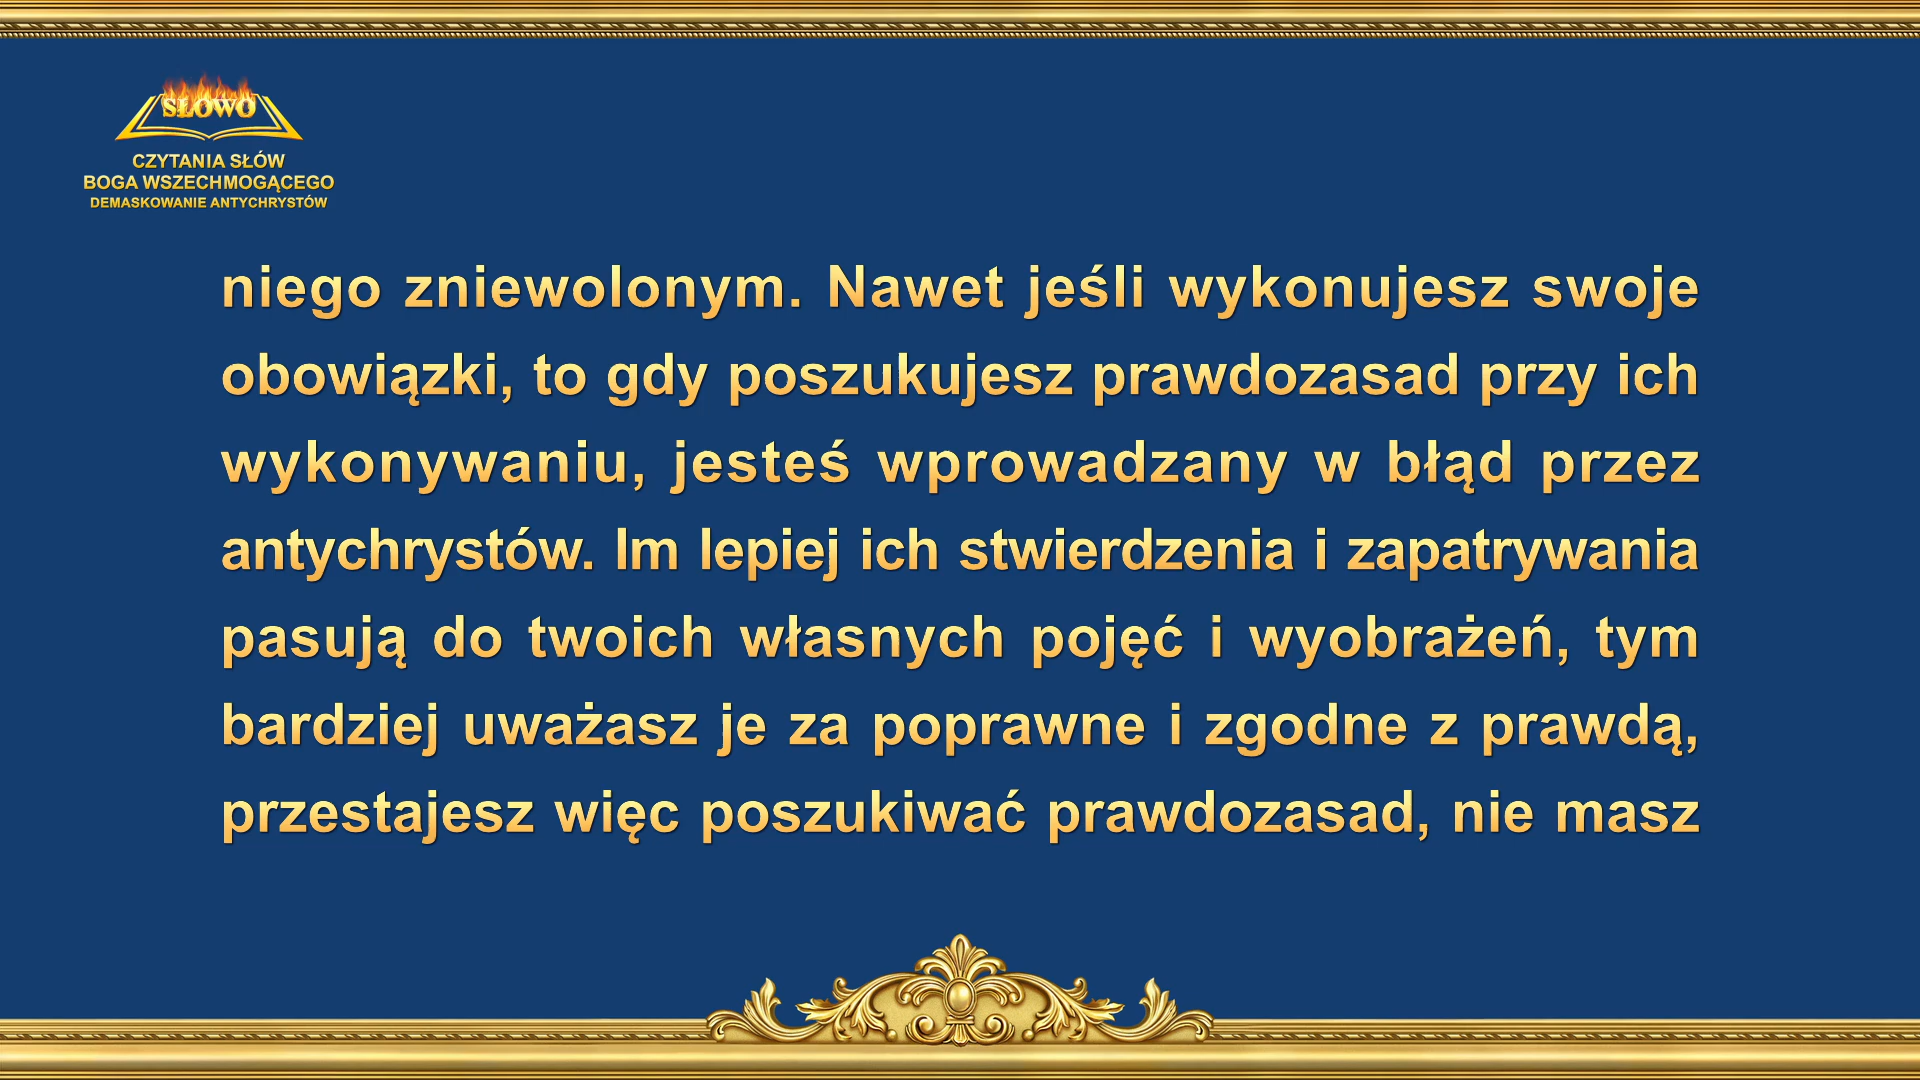 SŁOWO
CZYTANIA SŁÓW
BOGA WSZECHMOGĄCEGO
DEMASKOWANIE ANTYCHRYSTÓW
niego zniewolonym. Nawet jeśli wykonujesz swoje
obowiązki, to gdy poszukujesz prawdozasad przy ich
wykonywaniu, jesteś wprowadzany w błąd przez
antychrystów. Im lepiej ich stwierdzenia i zapatrywania
pasują do twoich własnych pojęć i wyobrażeń, tym
bardziej uważasz je za poprawne i zgodne z prawdą,
przestajesz więc poszukiwać prawdozasad, nie masz